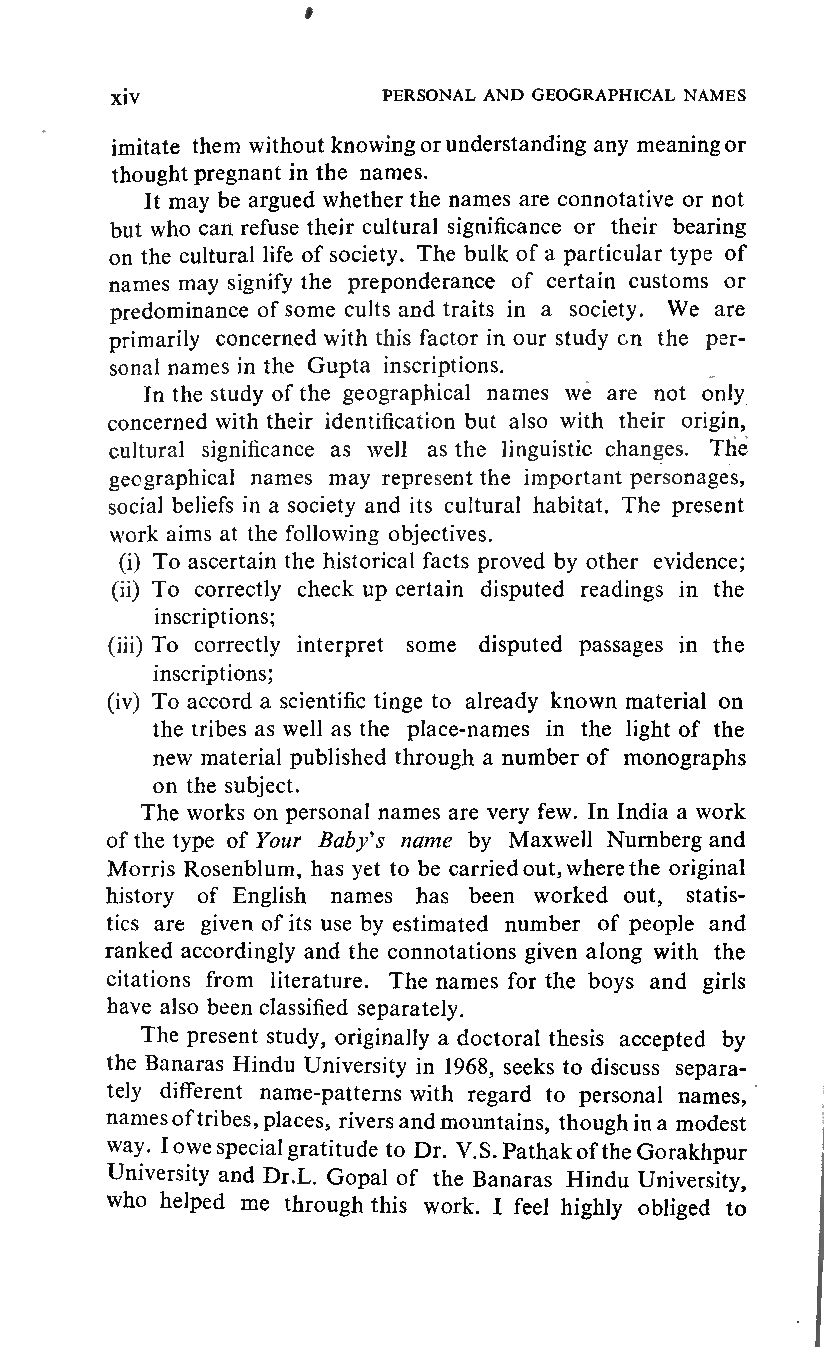 xiv PERSONAL AND GEOGRAPHICAL NAMES
imitate them without knowing or understanding any meaning or
thought pregnant in the names.
It may be argued whether the names are connotative or not
but who can refuse their cultural significance or their bearing
on the cultural life of society. The bulk of a particular type of
names may signify the preponderance of certain customs or
predominance of some cults and traits in a society. We are
primarily concerned with this factor in our study on the per-
sonal names in the Gupta inscriptions.
In the study of the geographical names we are not only
concerned with their identification but also with their origin,
cultural significance as well as the linguistic changes. The
geographical names may represent the important personages,
social beliefs in a society and its cultural habitat. The present
work aims at the following objectives.
(i) To ascertain the historical facts proved by other evidence;
(ii) To correctly check up certain disputed readings in the
inscriptions;
(iii) To correctly interpret some disputed passages in the
inscriptions;
(iv) To accord a scientific tinge to already known material on
the tribes as well as the place-names in the light of the
new material published through a number of monographs
on the subject.
The works on personal names are very few. In India a work
of the type of Your Baby's name by Maxwell Nurnberg and
Morris Rosenblum, has yet to be carried out, where the original
history of English names has been worked out, statis-
tics are given of its use by estimated number of people and
ranked accordingly and the connotations given along with the
citations from literature. The names for the boys and girls
have also been classified separately.
The present study, originally a doctoral thesis accepted by
the Banaras Hindu University in 1968, seeks to discuss separa-
tely different name-patterns with regard to personal names,
names of tribes, places, rivers and mountains, though in a modest
way. I owe special gratitude to Dr. V.S. Pathak of the Gorakhpur
University and Dr.L. Gopal of the Banaras Hindu University,
who helped me through this work. I feel highly obliged to